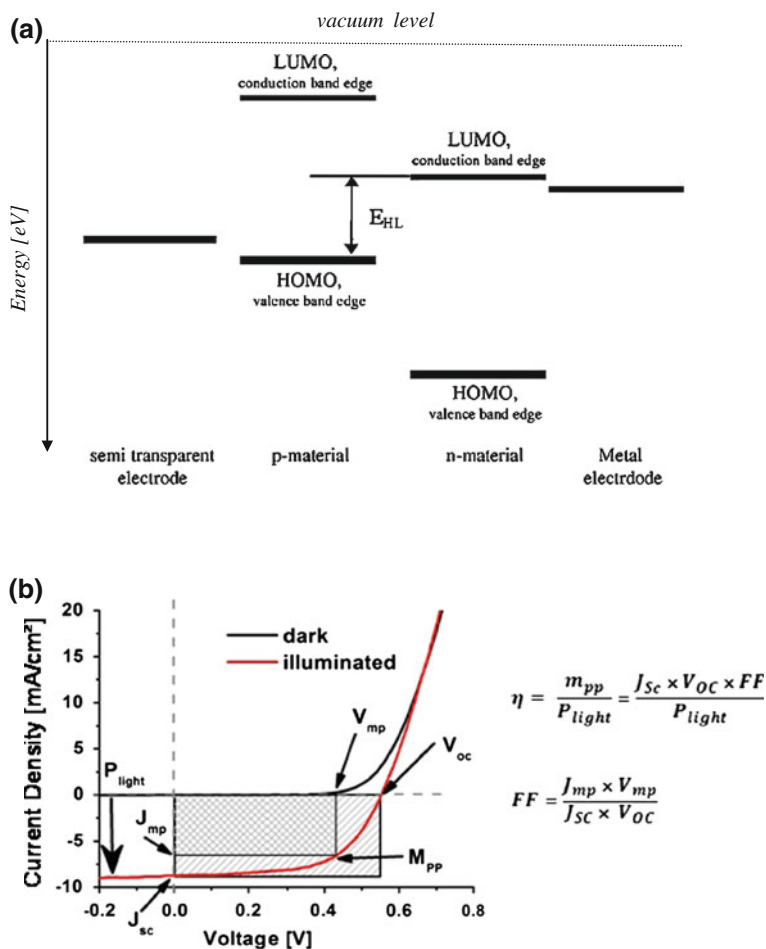 (a)
vacuum level
Energy [eV]
LUMO,
conduction band edge
LUMO,
conduction band edge
E_HL
HOMO,
valence band edge
HOMO,
valence band edge
semi transparent
electrode
p-material
n-material
Metal
electrdode
(b)
Current Density [mA/cm²]
20
15
10
5
0
-5
-10
dark
illuminated
V_mp
V_oc
P_light
J_mp
M_PP
J_sc
-0.2
0.0
0.2
0.4
0.6
0.8
Voltage [V]
η = m_pp / P_light = J_Sc × V_OC × FF / P_light
FF = J_mp × V_mp / J_SC × V_OC